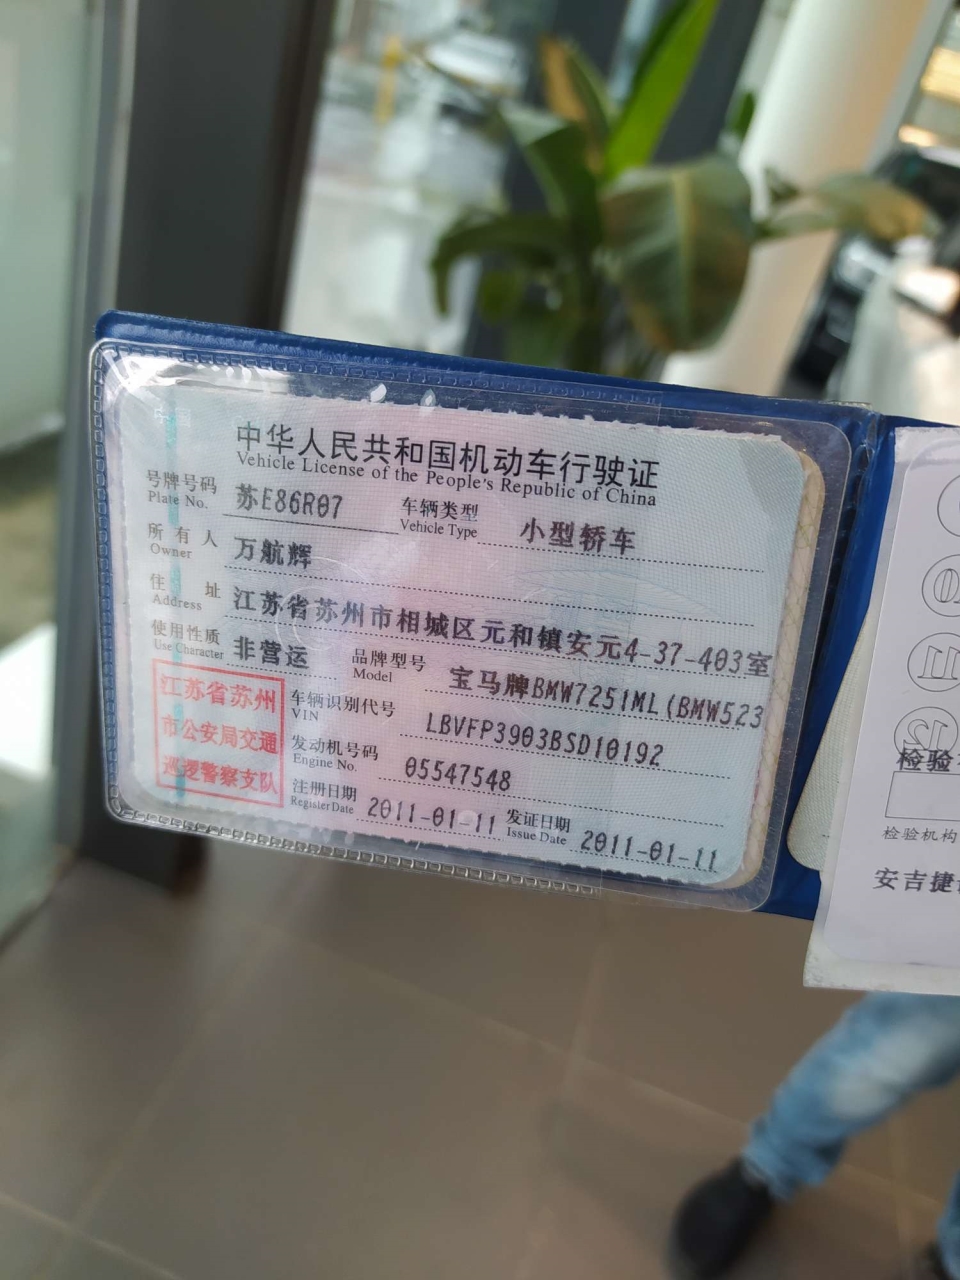 中华人民共和国机动车行驶证
Vehicle License of the People's Republic of China
号牌号码 苏E86R07 车辆类型 小型轿车
Plate No. Vehicle Type
所有人 万航辉
Owner
住址 江苏省苏州市相城区元和镇安元4-37-403室
Address
使用性质 非营运 品牌型号 宝马牌BMW7251ML(BMW523
Use Character Model
江苏省苏州
市公安局交通
巡逻警察支队
车辆识别代号 LBVFP3903BSD10192
VIN
发动机号码 05547548
Engine No.
注册日期 2011-01-11 发证日期 2011-01-11
Register Date Issue Date
11
12
检验
检验机构
安吉捷